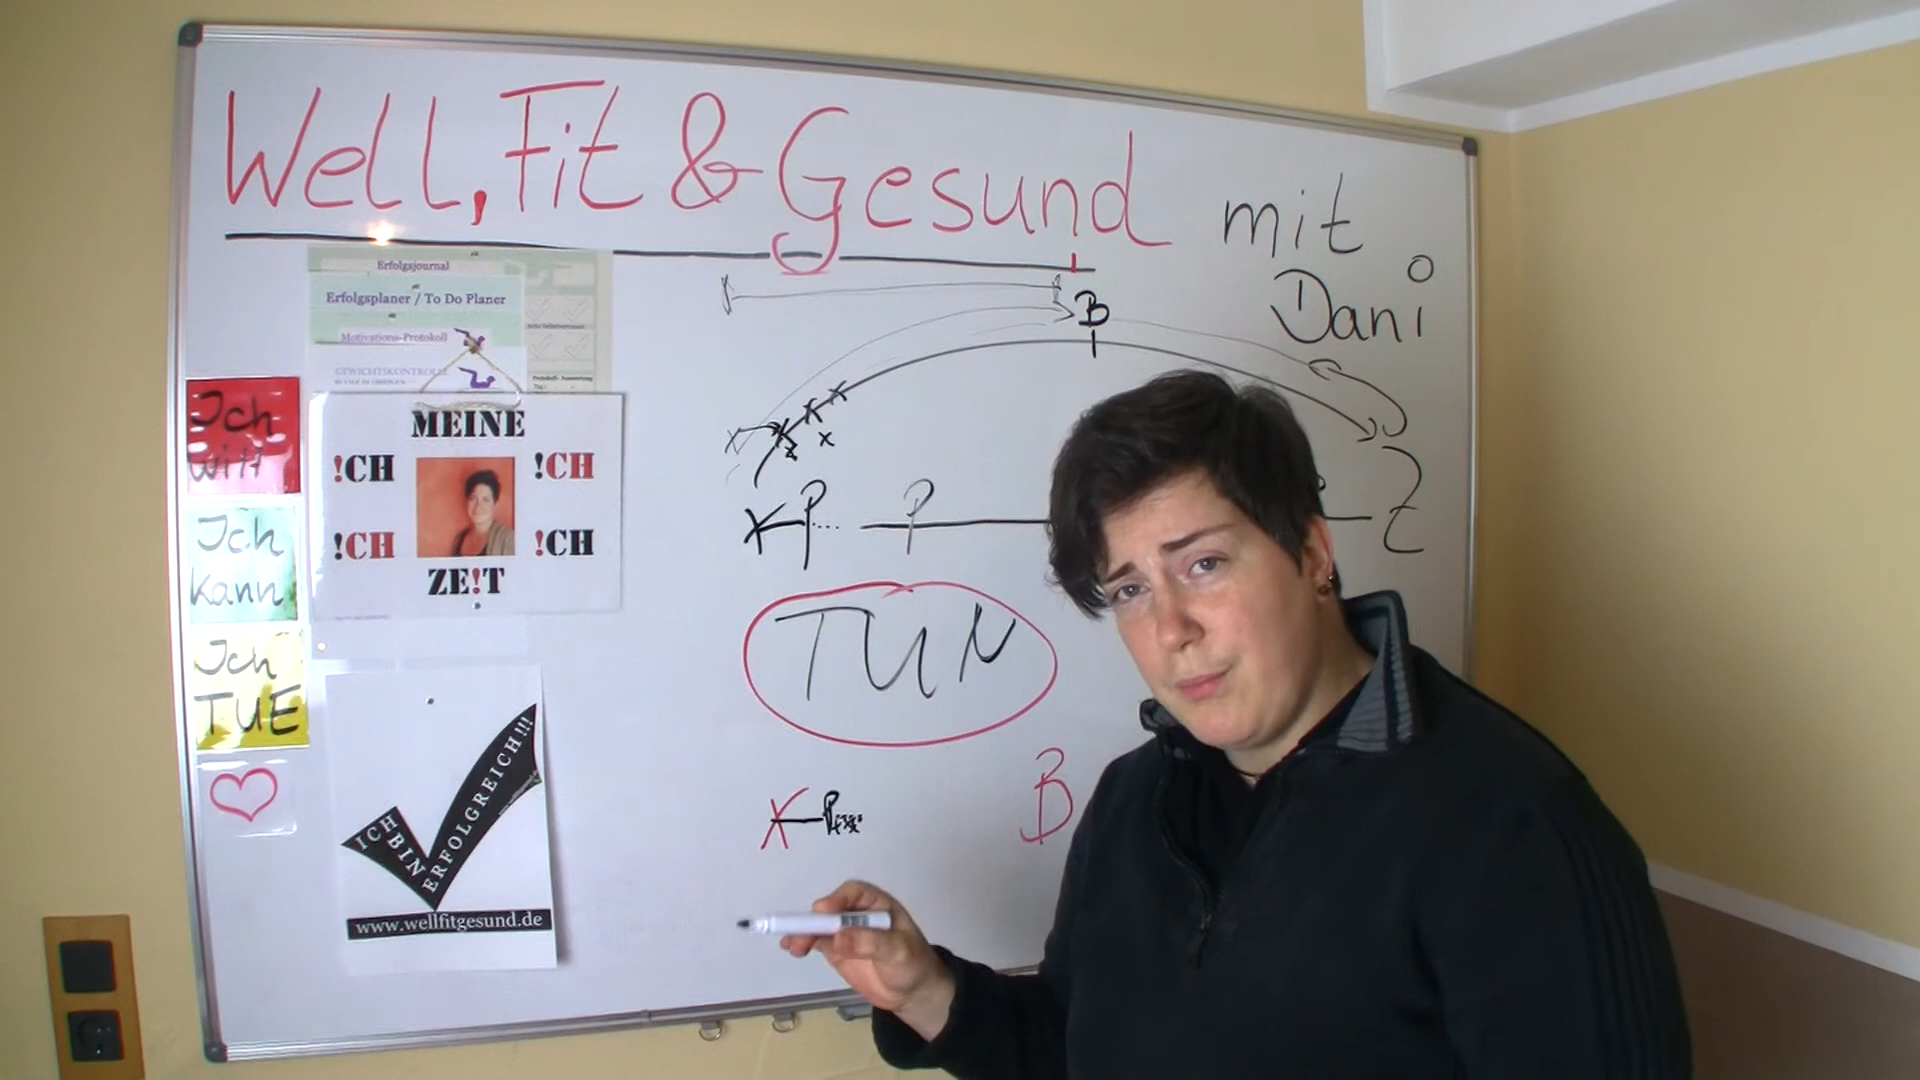 Well, Fit & Gesund mit
Dani
Erfolgsjournal
Erfolgsplaner / To Do Planer
Motivations-Protokoll
GEWICHTSKONTROLLE
B
Ich
will
MEINE
!CH !CH
!CH !CH
ZE!T
Ich
kann
Ich
TUE
K P P Z
TUN
K P B
ICH
BIN
ERFOLGREICH!!!
www.wellfitgesund.de